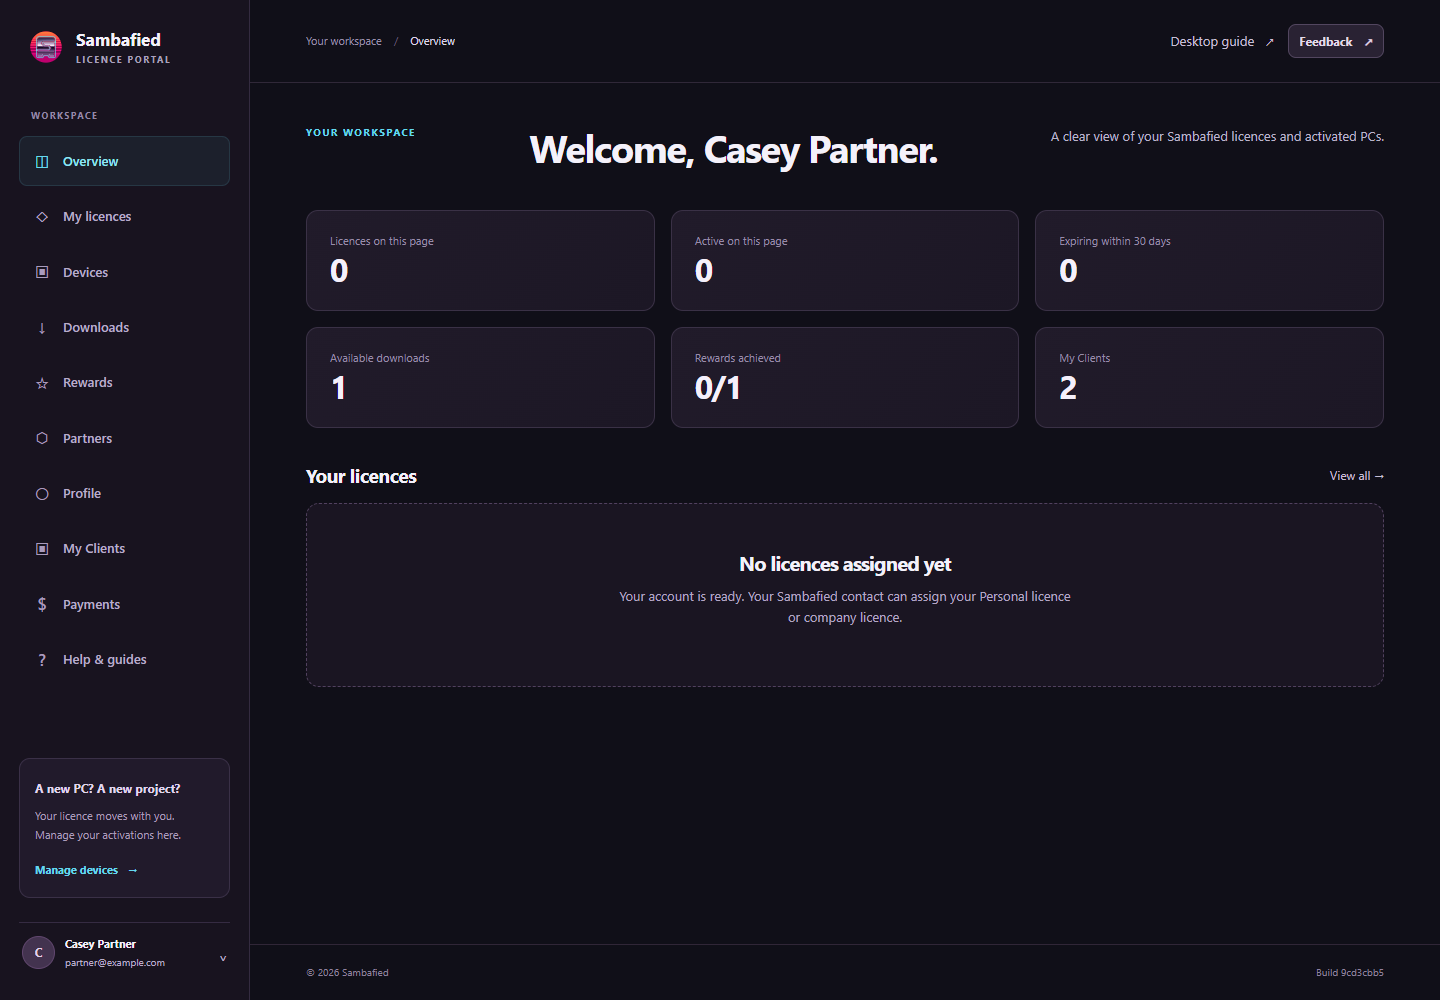 Sambafied
LICENCE PORTAL
WORKSPACE
Overview
My licences
Devices
Downloads
Rewards
Partners
Profile
My Clients
$ Payments
? Help & guides
A new PC? A new project?
Your licence moves with you.
Manage your activations here.
Manage devices →
C
Casey Partner
partner@example.com
Your workspace / Overview
Desktop guide ↗
Feedback ↗
YOUR WORKSPACE
Welcome, Casey Partner.
A clear view of your Sambafied licences and activated PCs.
Licences on this page
0
Active on this page
0
Expiring within 30 days
0
Available downloads
1
Rewards achieved
0/1
My Clients
2
Your licences
View all →
No licences assigned yet
Your account is ready. Your Sambafied contact can assign your Personal licence
or company licence.
© 2026 Sambafied
Build 9cd3cbb5